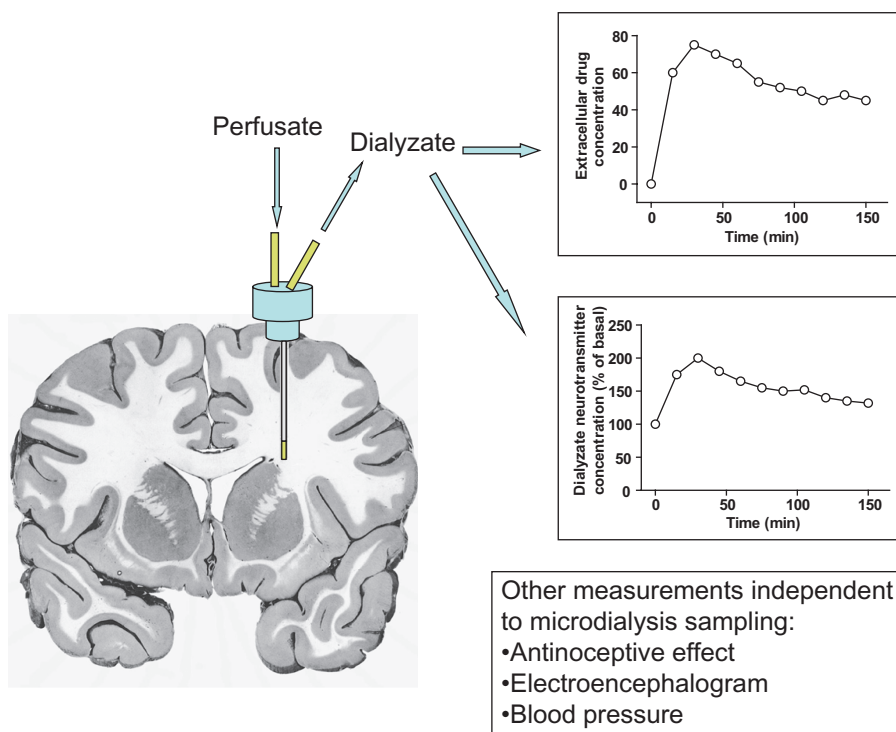 Perfusate
Dialyzate
Extracellular drug
concentration
80
60
40
20
0
0 50 100 150
Time (min)
Dialyzate neurotransmitter
concentration (% of basal)
250
200
150
100
50
0
0 50 100 150
Time (min)
Other measurements independent
to microdialysis sampling:
•Antinoceptive effect
•Electroencephalogram
•Blood pressure